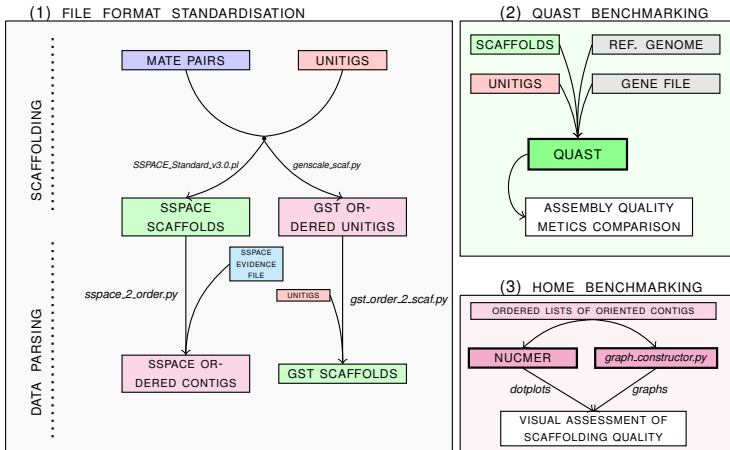 (1) FILE FORMAT STANDARDISATION
SCAFFOLDING
MATE PAIRS
UNITIGS
SSPACE_Standard_v3.0.pl
genscale_scaf.py
SSPACE
SCAFFOLDS
GST OR-
DERED UNITIGS
DATA PARSING
SSPACE
EVIDENCE
FILE
sspace_2_order.py
UNITIGS
gst_order_2_scaf.py
SSPACE OR-
DERED CONTIGS
GST SCAFFOLDS
(2) QUAST BENCHMARKING
SCAFFOLDS
REF. GENOME
UNITIGS
GENE FILE
QUAST
ASSEMBLY QUALITY
METICS COMPARISON
(3) HOME BENCHMARKING
ORDERED LISTS OF ORIENTED CONTIGS
NUCMER
graph_constructor.py
dotplots
graphs
VISUAL ASSESSMENT OF
SCAFFOLDING QUALITY